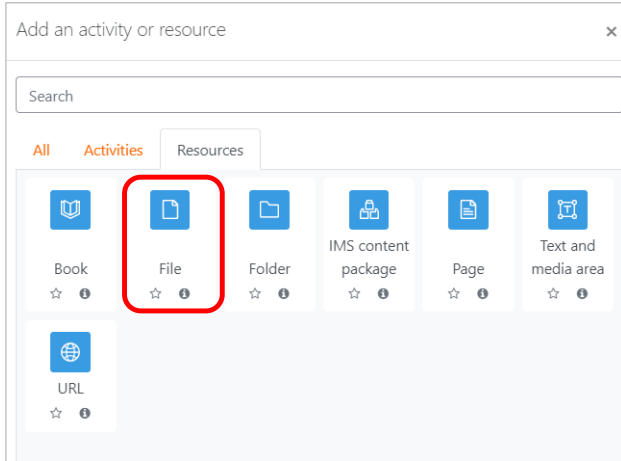 Add an activity or resource
×
Search
All Activities Resources
Book
File
Folder
IMS content
package
Page
Text and
media area
URL